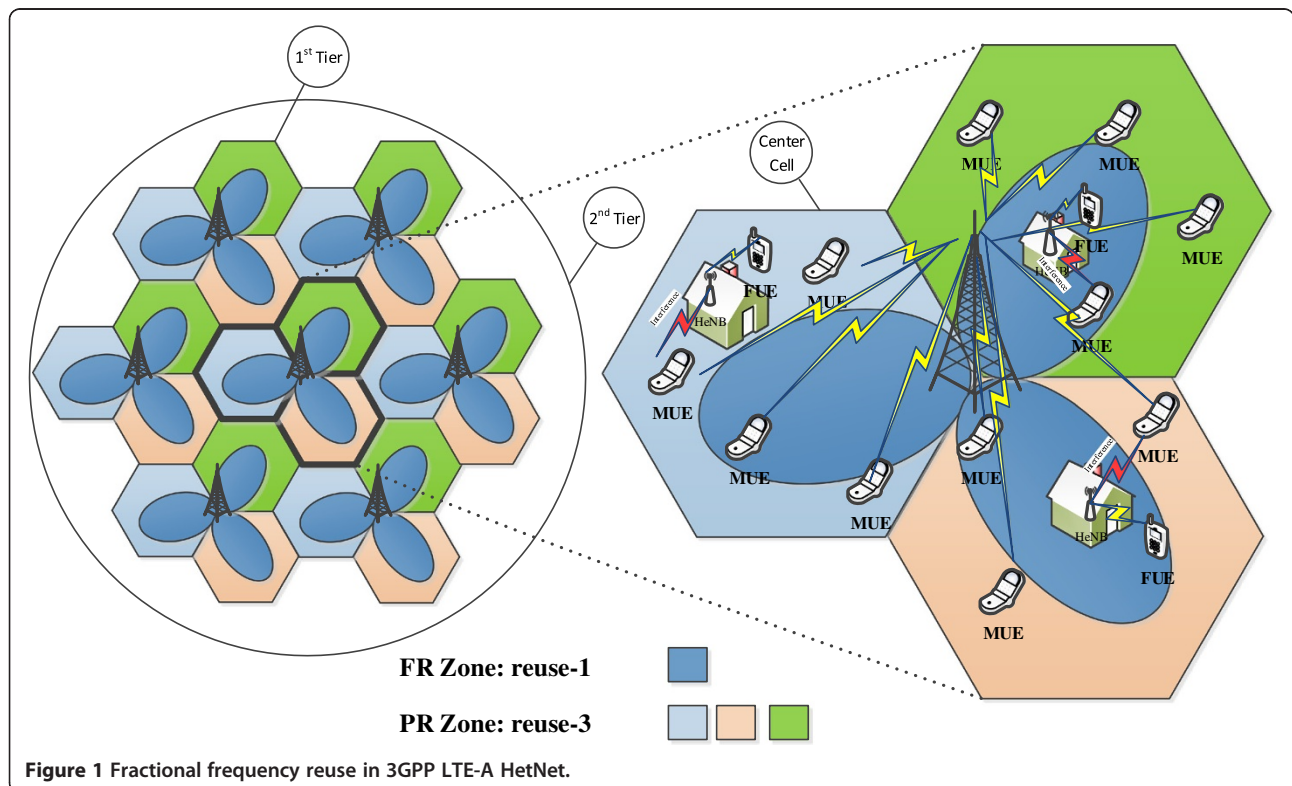 1st Tier
2nd Tier
Center
Cell
MUE
MUE
MUE
FUE
HeNB
Interference
MUE
FUE
MUE
HeNB
Interference
MUE
MUE
MUE
MUE
MUE
Interference
HeNB
FUE
MUE
FR Zone: reuse-1
PR Zone: reuse-3
Figure 1 Fractional frequency reuse in 3GPP LTE-A HetNet.